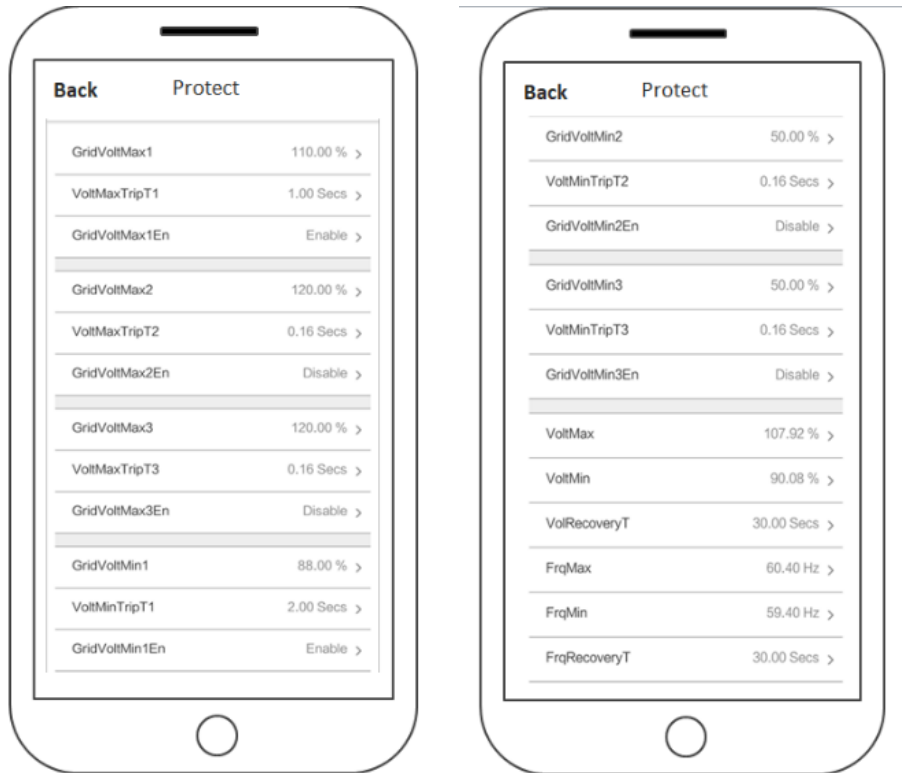 Back Protect
GridVoltMax1 110.00 % >
VoltMaxTripT1 1.00 Secs >
GridVoltMax1En Enable >
GridVoltMax2 120.00 % >
VoltMaxTripT2 0.16 Secs >
GridVoltMax2En Disable >
GridVoltMax3 120.00 % >
VoltMaxTripT3 0.16 Secs >
GridVoltMax3En Disable >
GridVoltMin1 88.00 % >
VoltMinTripT1 2.00 Secs >
GridVoltMin1En Enable >
Back Protect
GridVoltMin2 50.00 % >
VoltMinTripT2 0.16 Secs >
GridVoltMin2En Disable >
GridVoltMin3 50.00 % >
VoltMinTripT3 0.16 Secs >
GridVoltMin3En Disable >
VoltMax 107.92 % >
VoltMin 90.08 % >
VolRecoveryT 30.00 Secs >
FrqMax 60.40 Hz >
FrqMin 59.40 Hz >
FrqRecoveryT 30.00 Secs >